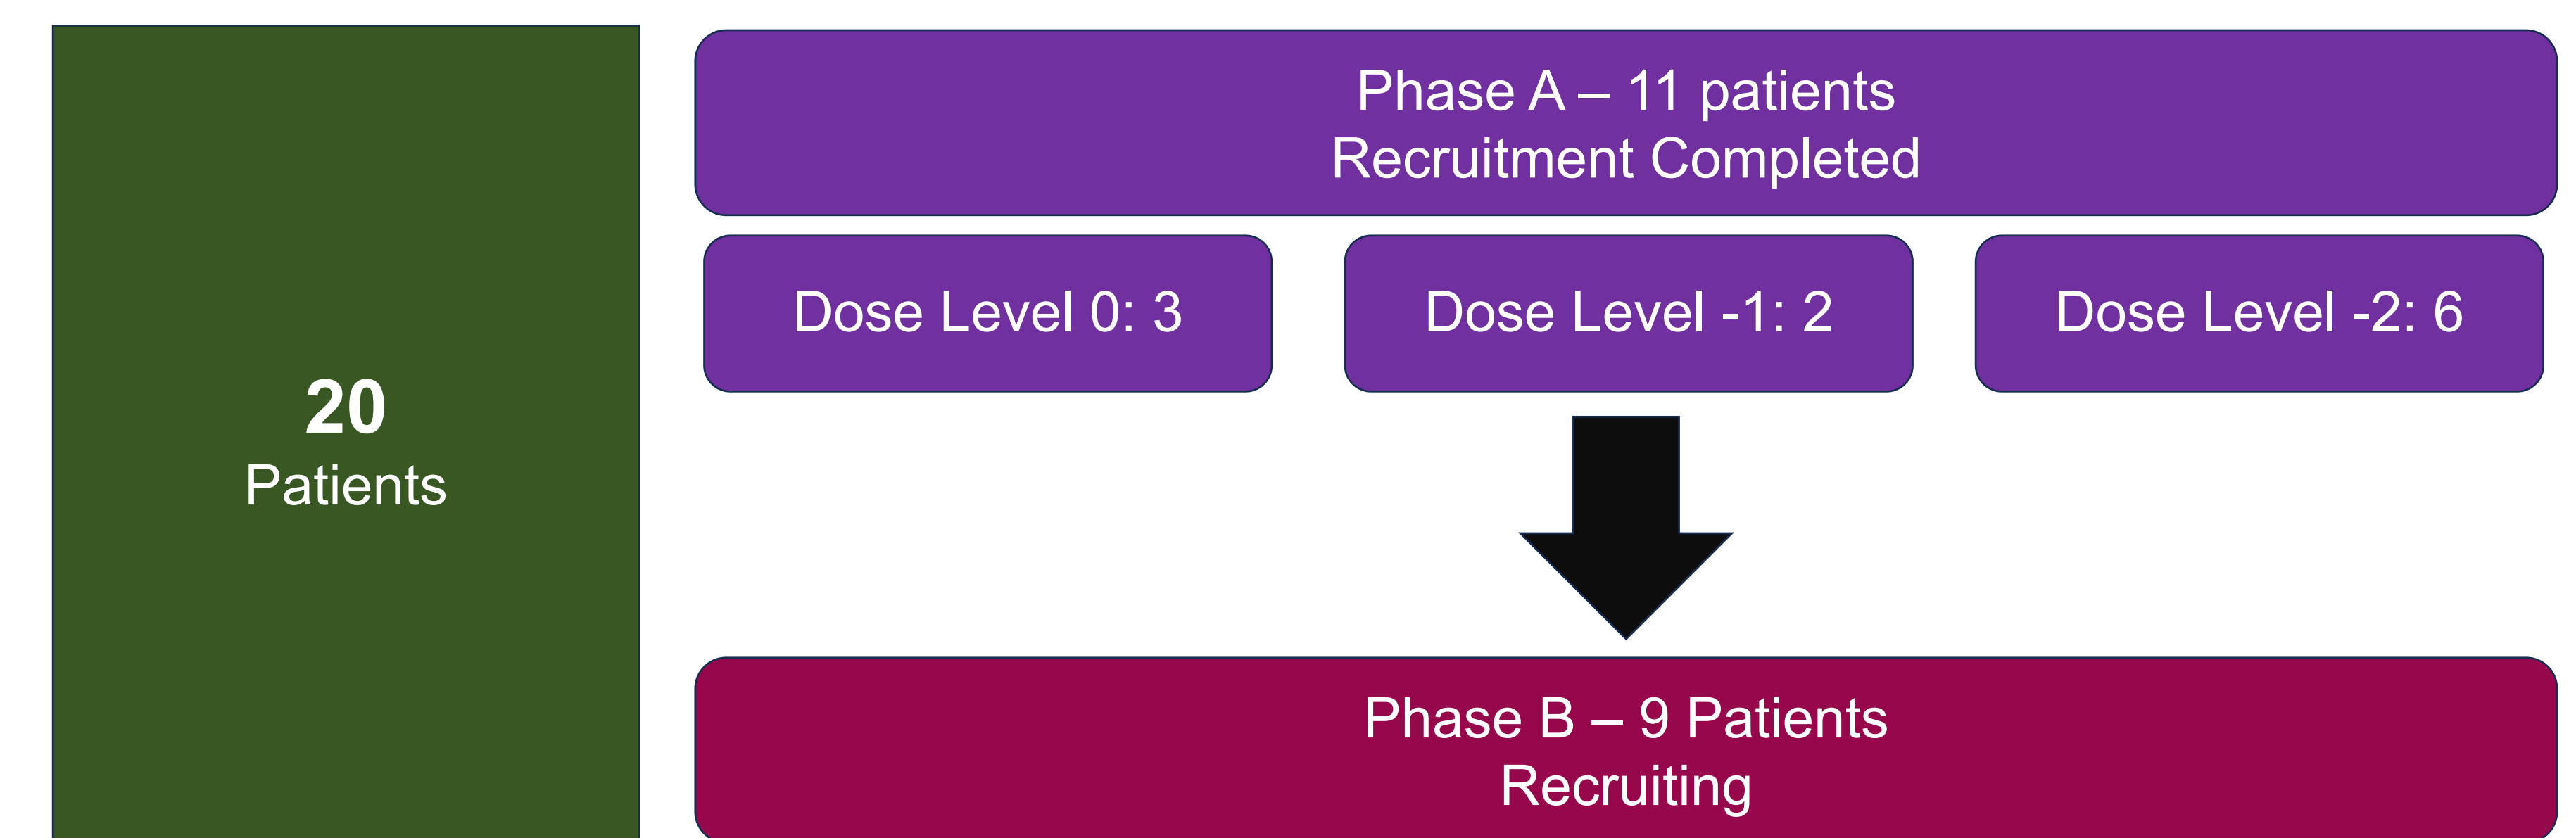 20
Patients
Phase A – 11 patients
Recruitment Completed
Dose Level 0: 3
Dose Level -1: 2
Dose Level -2: 6
Phase B – 9 Patients
Recruiting